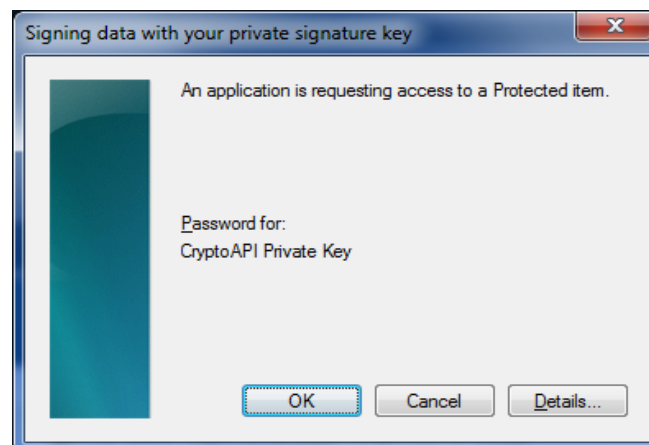 Signing data with your private signature key
An application is requesting access to a Protected item.
Password for:
CryptoAPI Private Key
OK Cancel Details...